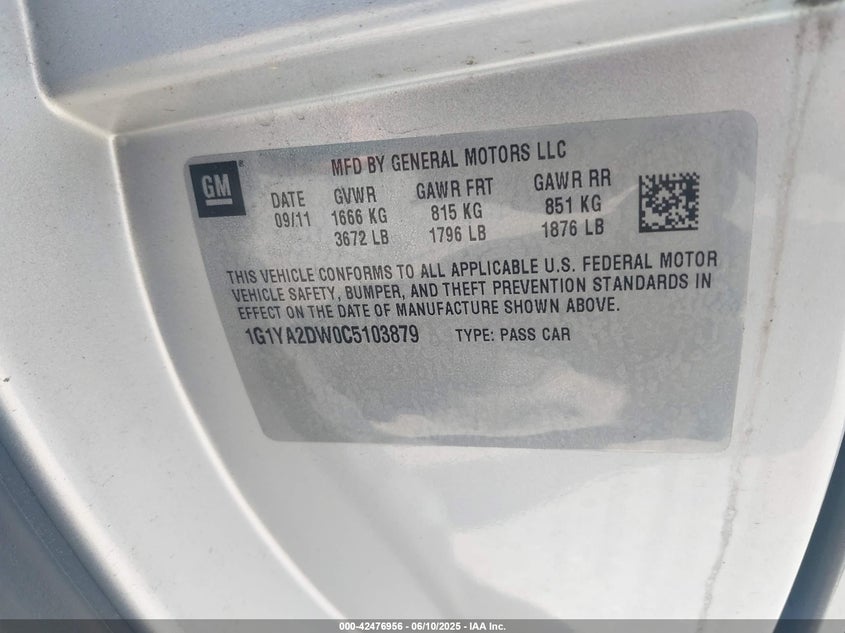 GM
MFD BY GENERAL MOTORS LLC
DATE GVWR GAWR FRT GAWR RR
09/11 1666 KG 815 KG 851 KG
3672 LB 1796 LB 1876 LB
THIS VEHICLE CONFORMS TO ALL APPLICABLE U.S. FEDERAL MOTOR
VEHICLE SAFETY, BUMPER, AND THEFT PREVENTION STANDARDS IN
EFFECT ON THE DATE OF MANUFACTURE SHOWN ABOVE.
1G1YA2DW0C5103879 TYPE: PASS CAR
000-42476956 - 06/10/2025 - IAA Inc.